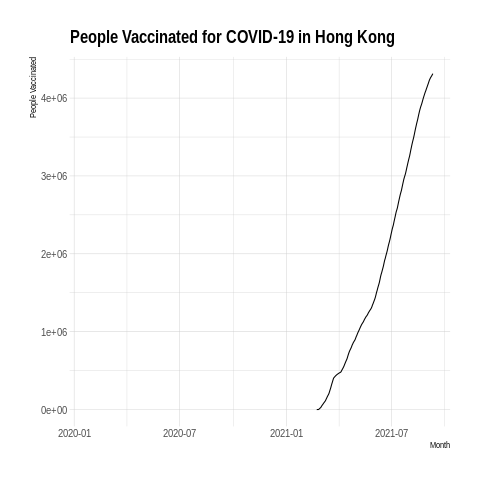 People Vaccinated for COVID-19 in Hong Kong
People Vaccinated
4e+06
3e+06
2e+06
1e+06
0e+00
2020-01 2020-07 2021-01 2021-07
Month